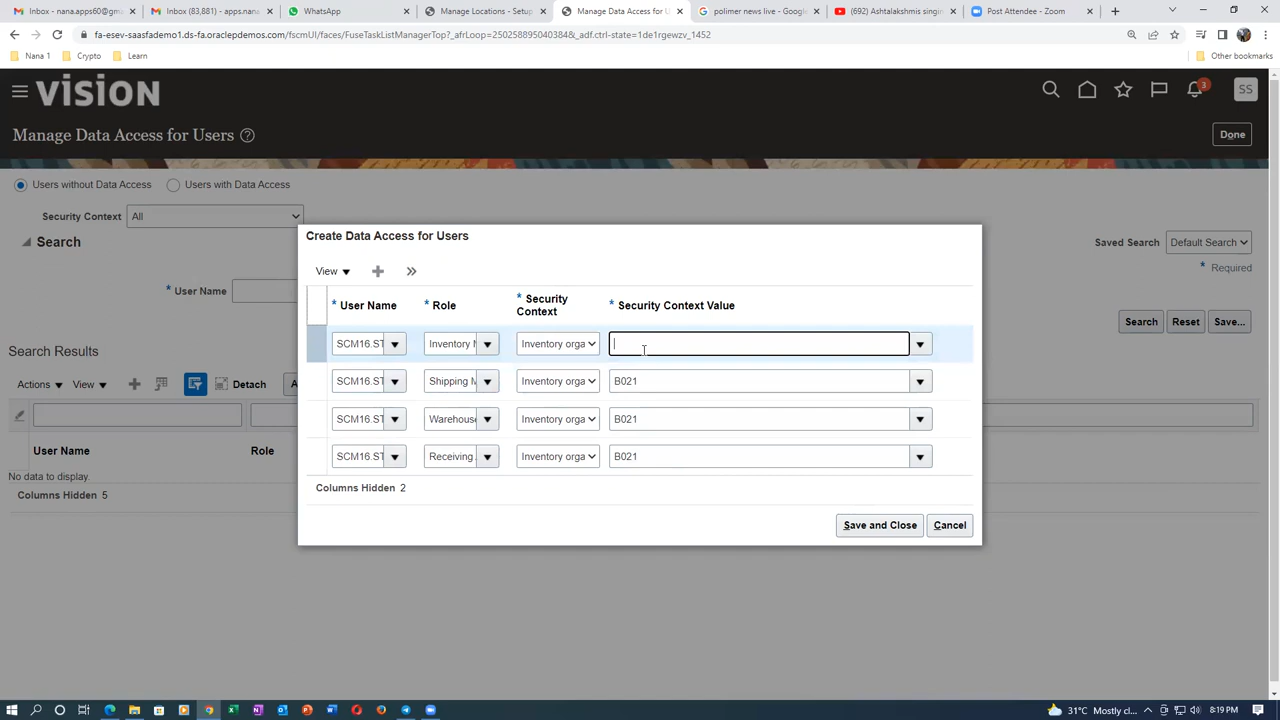 Inbox - nana.apps60@gma
Inbox (83,881) - apps.nana
WhatsApp
Manage Locations - Setup
Manage Data Access for U
polimer news live - Google
(692) Ashtalakshmis singin
Post Attendee - Zoom
fa-esev-saasfademo1.ds-fa.oraclepdemos.com/fscmUI/faces/FuseTaskListManagerTop?_afrLoop=2502588950403848&_adf.ctrl-state=1de1rgewzv_1452
Nana 1
Crypto
Learn
Other bookmarks
VISION
3
SS
Manage Data Access for Users
Done
Users without Data Access
Users with Data Access
Security Context
All
Search
Saved Search
Default Search
* Required
* User Name
Search
Reset
Save...
Search Results
Actions
View
Detach
User Name
Role
No data to display.
Columns Hidden 5
Create Data Access for Users
View
* User Name
* Role
* Security Context
* Security Context Value
SCM16.ST
Inventory
Inventory orga
SCM16.ST
Shipping
Inventory orga
B021
SCM16.ST
Warehous
Inventory orga
B021
SCM16.ST
Receiving
Inventory orga
B021
Columns Hidden 2
Save and Close
Cancel
31°C Mostly cl...
8:19 PM